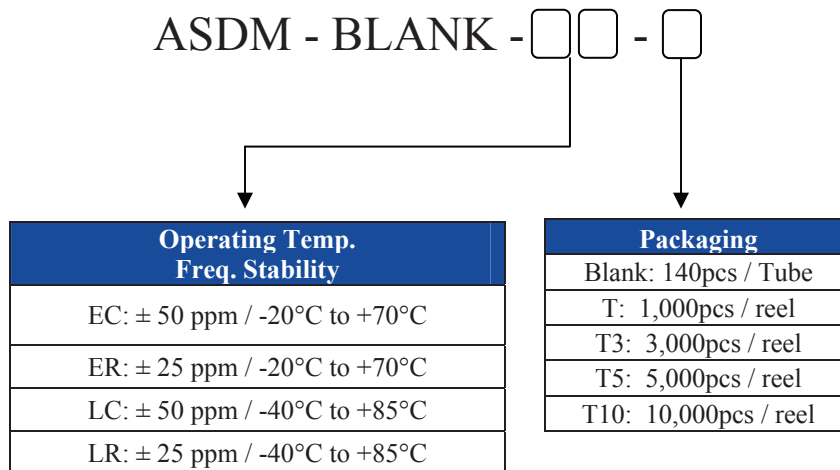 ASDM - BLANK - -
Operating Temp.
Freq. Stability
EC: ± 50 ppm / -20°C to +70°C
ER: ± 25 ppm / -20°C to +70°C
LC: ± 50 ppm / -40°C to +85°C
LR: ± 25 ppm / -40°C to +85°C
Packaging
Blank: 140pcs / Tube
T: 1,000pcs / reel
T3: 3,000pcs / reel
T5: 5,000pcs / reel
T10: 10,000pcs / reel